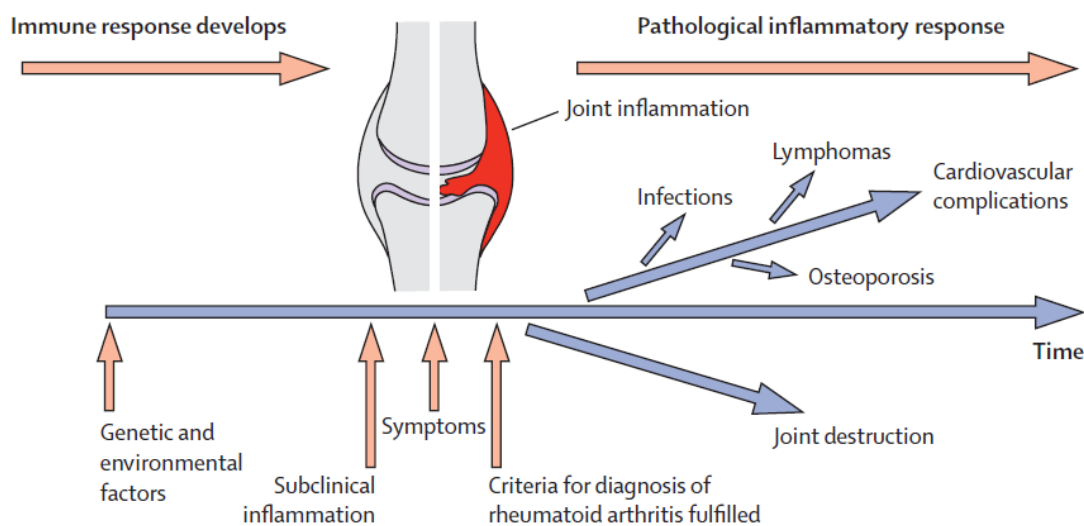 Immune response develops
Pathological inflammatory response
Joint inflammation
Lymphomas
Cardiovascular
complications
Infections
Osteoporosis
Time
Genetic and
environmental
factors
Subclinical
inflammation
Symptoms
Criteria for diagnosis of
rheumatoid arthritis fulfilled
Joint destruction